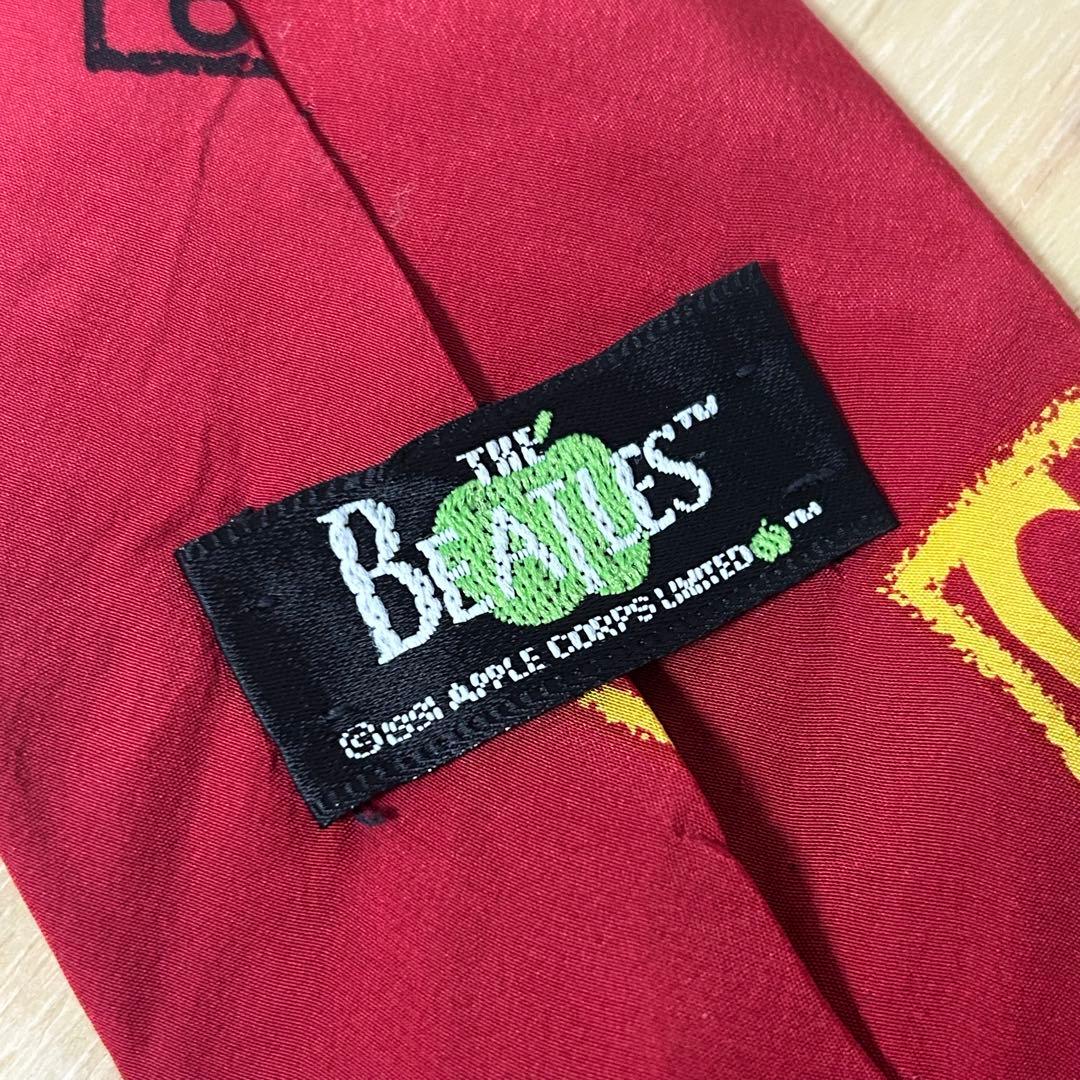 THE
BEATLES™
©1991 APPLE CORPS LIMITED ™